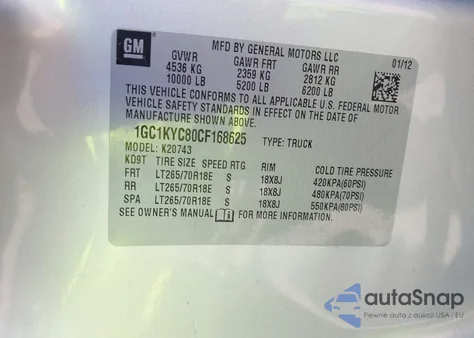 GM
MFD BY GENERAL MOTORS LLC
01/12
GVWR GAWR FRT GAWR RR
4536 KG 2359 KG 2812 KG
10000 LB 5200 LB 6200 LB
THIS VEHICLE CONFORMS TO ALL APPLICABLE U.S. FEDERAL MOTOR
VEHICLE SAFETY STANDARDS IN EFFECT ON THE DATE OF
MANUFACTURE SHOWN ABOVE.
1GC1KYC80CF168625 TYPE: TRUCK
MODEL: K20743
KD9T TIRE SIZE SPEED RTG RIM COLD TIRE PRESSURE
FRT LT265/70R18E S 18X8J 420KPA(60PSI)
RR LT265/70R18E S 18X8J 480KPA(70PSI)
SPA LT265/70R18E S 18X8J 550KPA(80PSI)
SEE OWNER'S MANUAL FOR MORE INFORMATION
autoSnap
Pewne auta z aukcji USA - EU